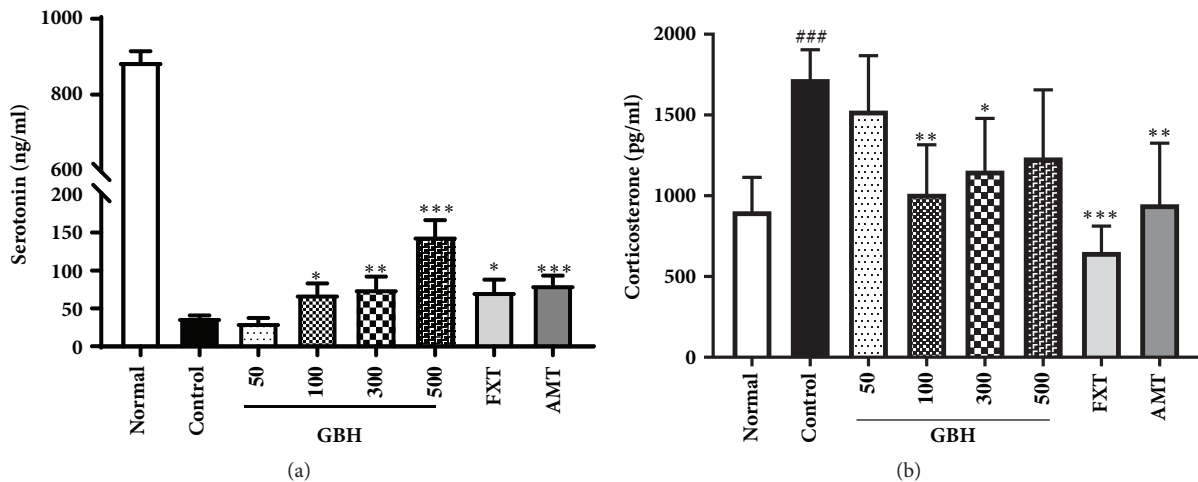 1000
800
600
200
150
100
50
0
Serotonin (ng/ml)
*
**
***
*
***
Normal
Control
50
100
300
500
FXT
AMT
GBH
(a)
2000
1500
1000
500
0
Corticosterone (pg/ml)
###
**
*
***
**
Normal
Control
50
100
300
500
FXT
AMT
GBH
(b)